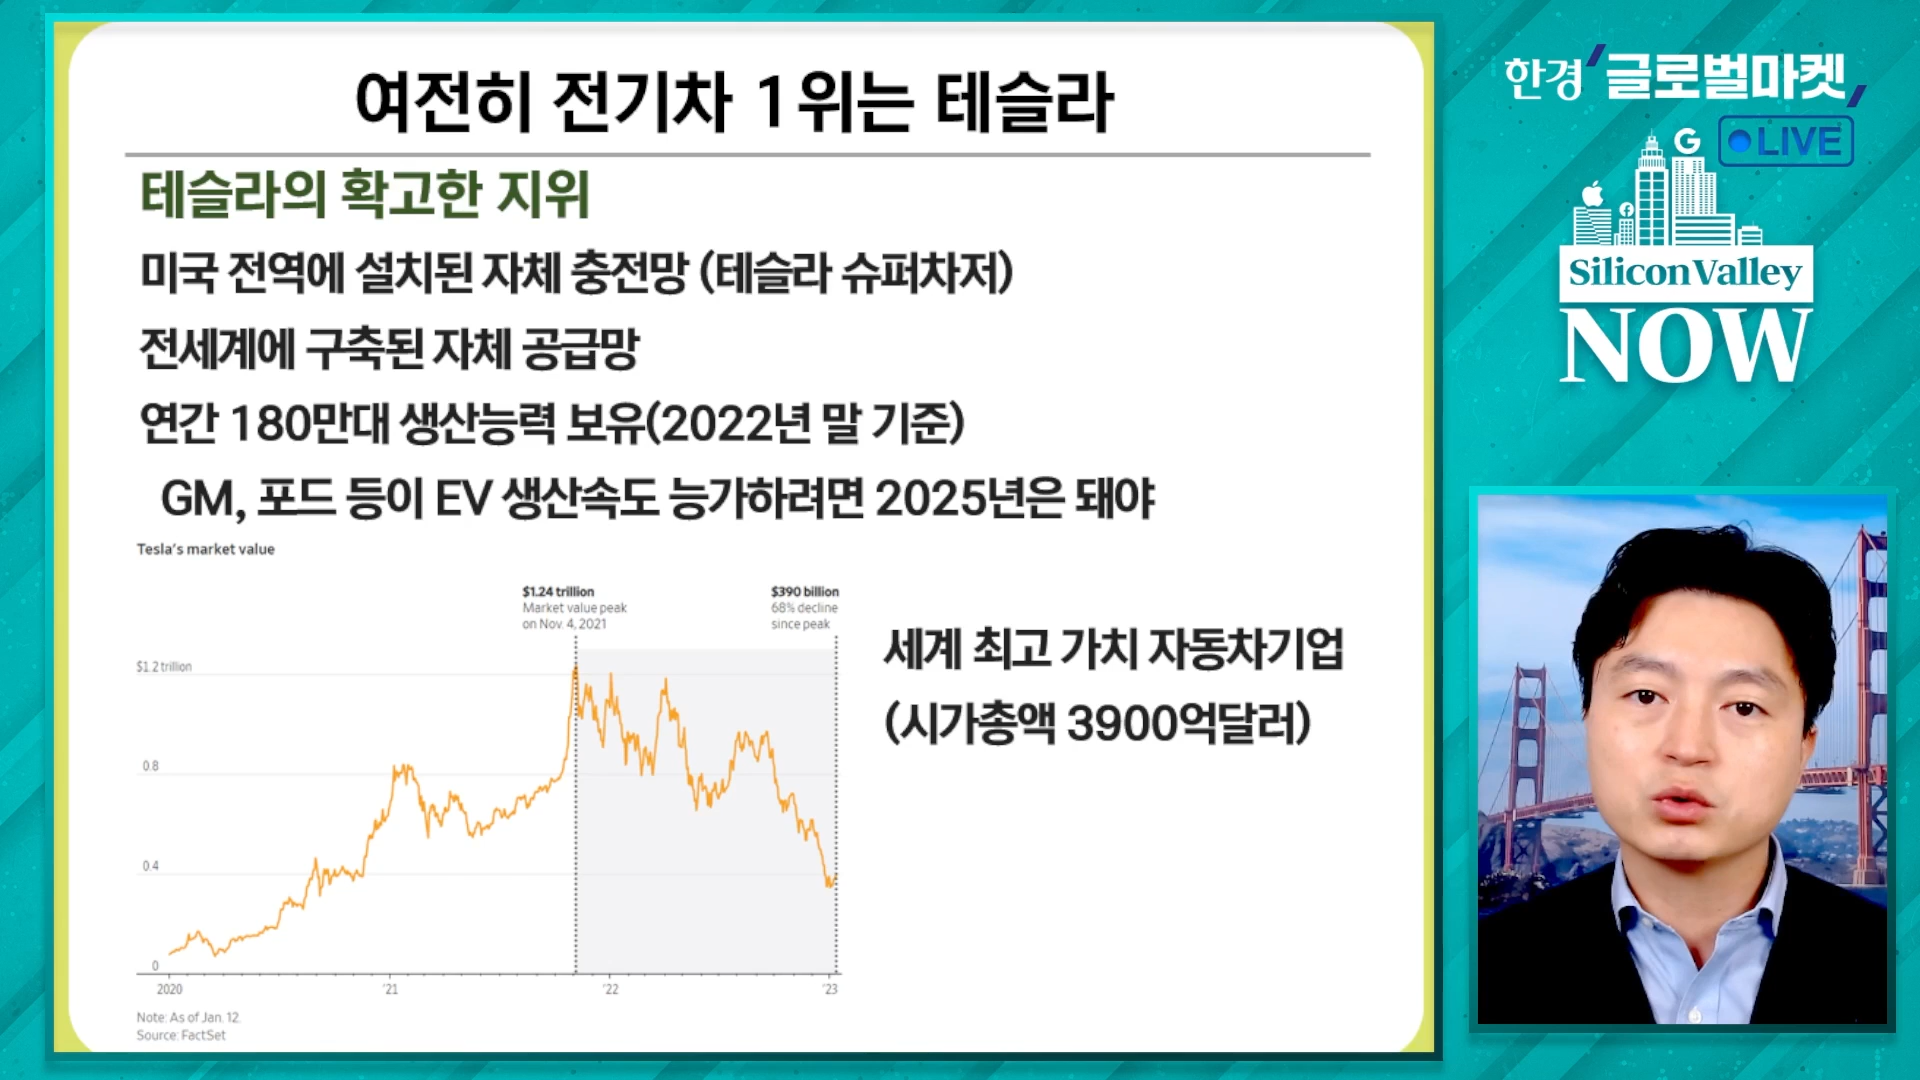 여전히 전기차 1위는 테슬라
테슬라의 확고한 지위
미국 전역에 설치된 자체 충전망 (테슬라 슈퍼차저)
전세계에 구축된 자체 공급망
연간 180만대 생산능력 보유(2022년 말 기준)
GM, 포드 등이 EV 생산속도 능가하려면 2025년은 돼야
Tesla's market value
$1.24 trillion
Market value peak
on Nov. 4, 2021
$390 billion
68% decline
since peak
$1.2 trillion
0.8
0.4
0
2020
'21
'22
'23
Note: As of Jan. 12.
Source: FactSet
세계 최고 가치 자동차기업
(시가총액 3900억달러)
한경 글로벌마켓
LIVE
G
Silicon Valley
NOW